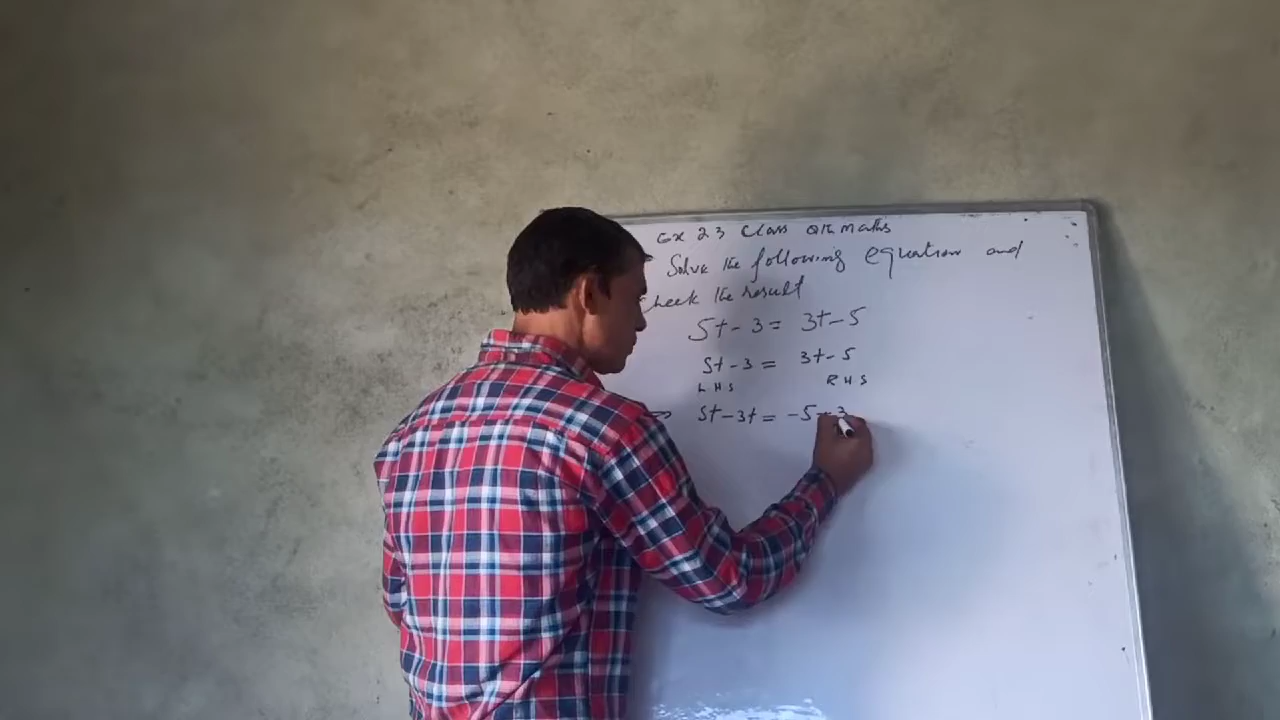 Ex 2.3 Class 8th Maths
Solve the following equation and
check the result
5t - 3 = 3t - 5
5t - 3 = 3t - 5
LHS RHS
⇒ 5t - 3t = -5 + 3